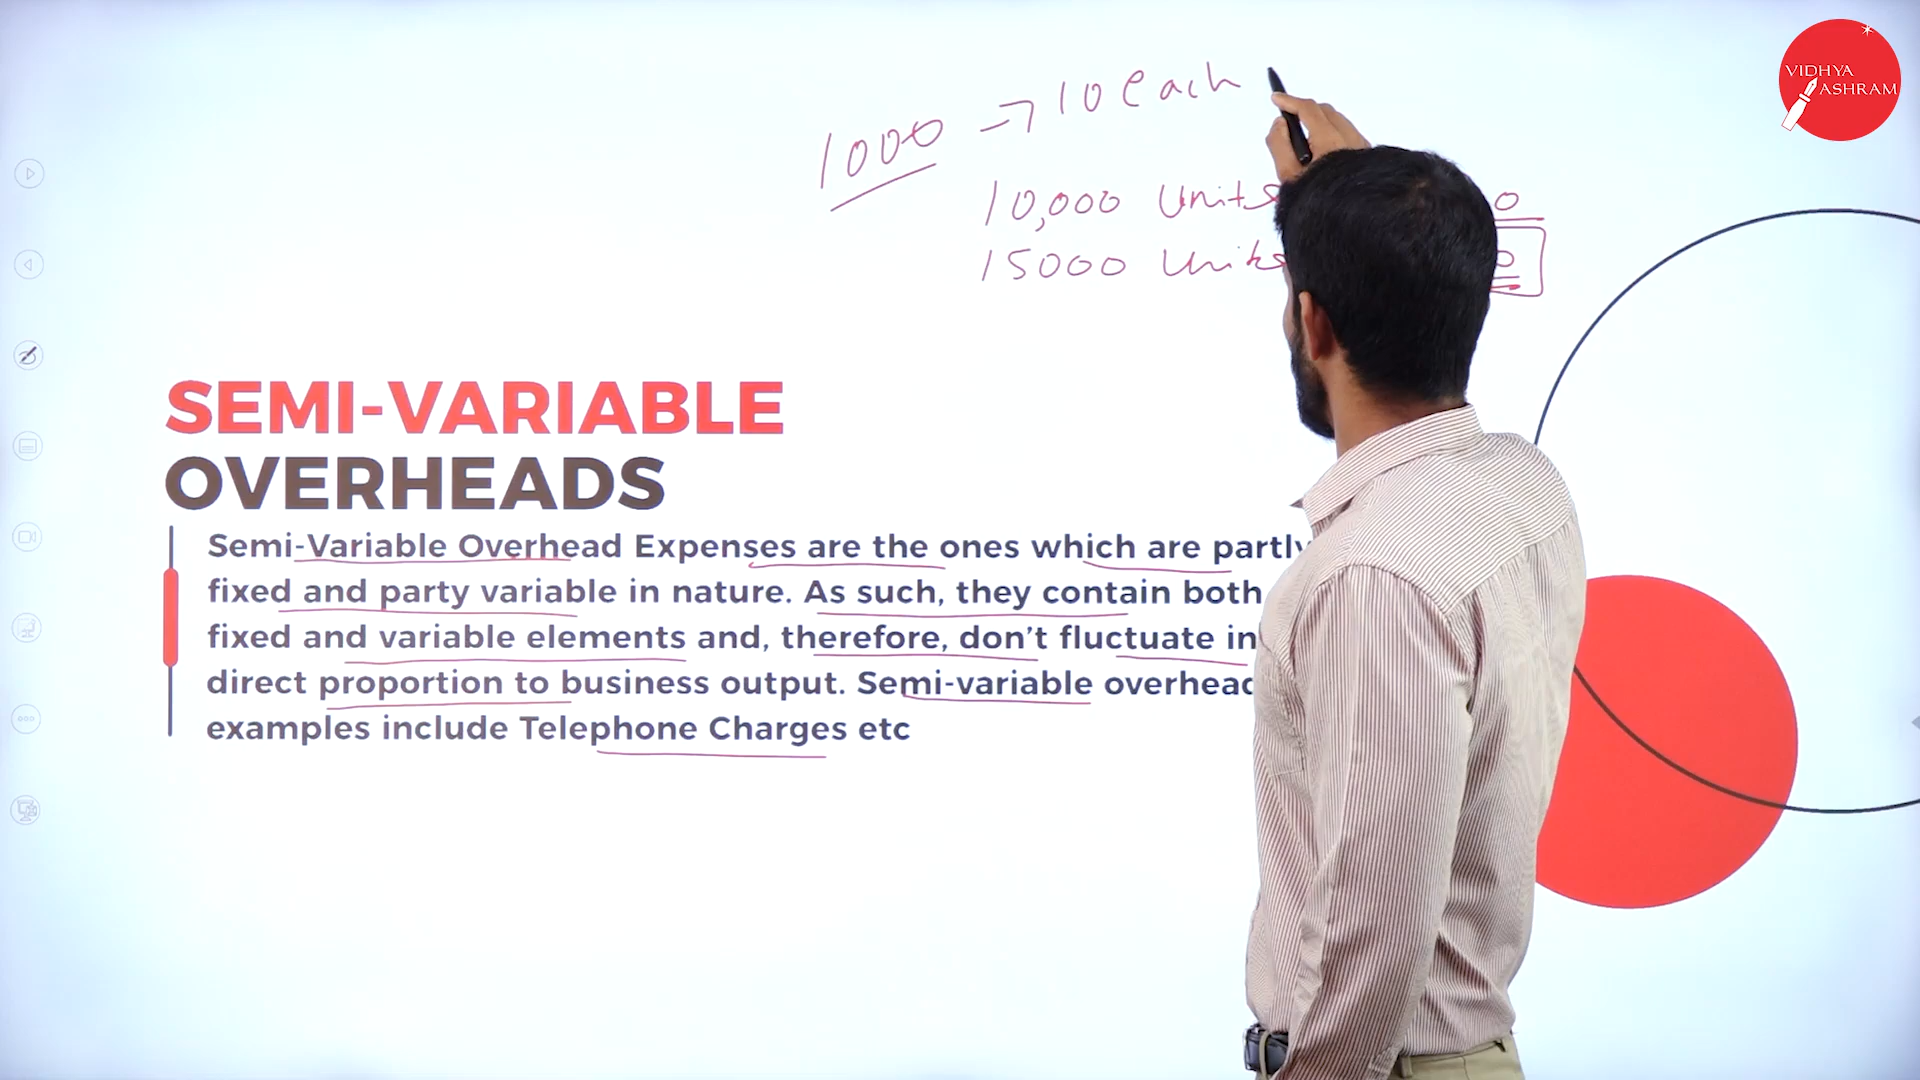 VIDHYA
ASHRAM
1000 → 10 each
10,000 Units 0
15000 Units 0
SEMI-VARIABLE
OVERHEADS
Semi-Variable Overhead Expenses are the ones which are partly
fixed and party variable in nature. As such, they contain both
fixed and variable elements and, therefore, don't fluctuate in
direct proportion to business output. Semi-variable overhead
examples include Telephone Charges etc